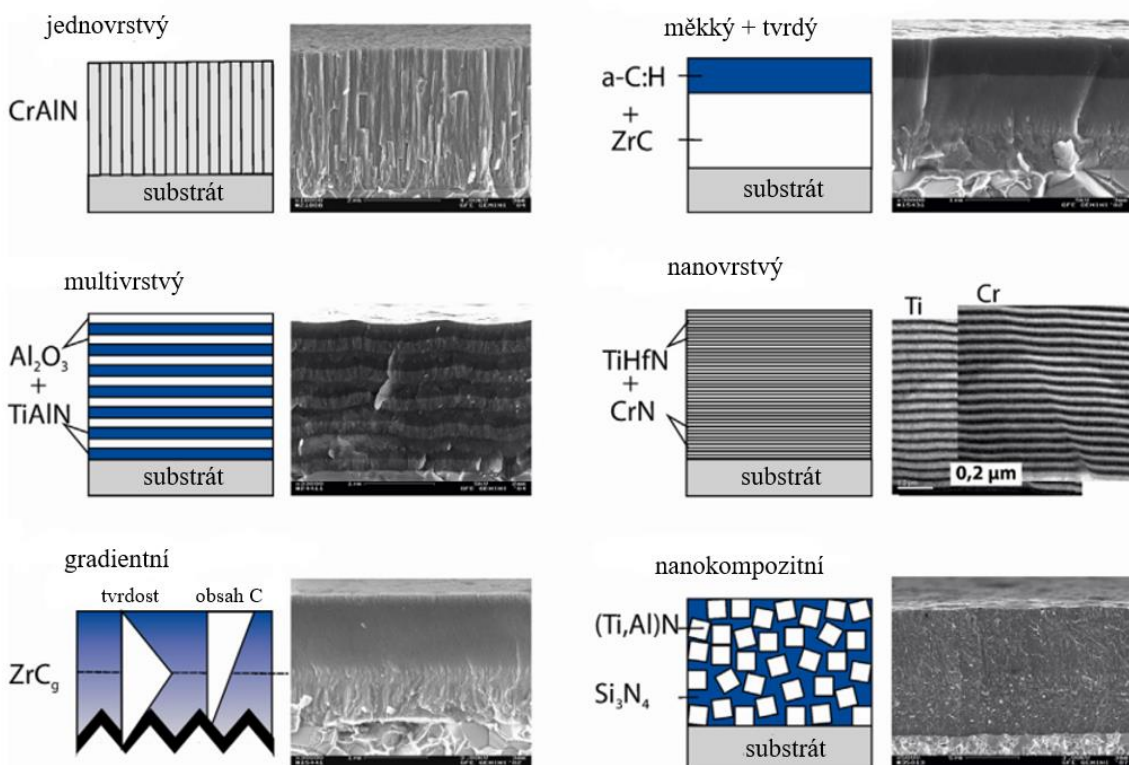 jednovrstvý
CrAlN
substrát
měkký + tvrdý
a-C:H
+
ZrC
substrát
multivrstvý
Al₂O₃
+
TiAlN
substrát
nanovrstvý
TiHfN
+
CrN
substrát
Ti
Cr
0,2 µm
gradientní
tvrdost
obsah C
ZrCg
nanokompozitní
(Ti,Al)N
Si₃N₄
substrát